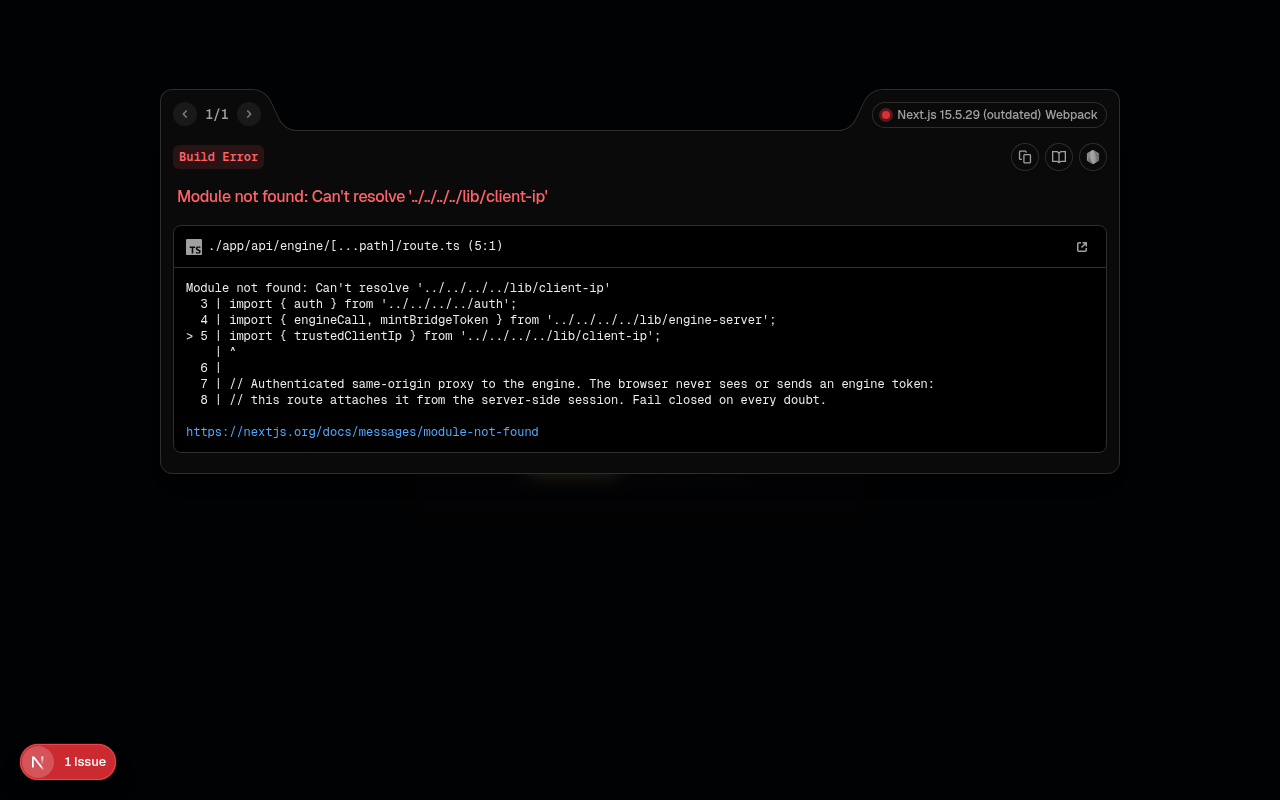 1/1
Next.js 15.5.29 (outdated) Webpack
Build Error
Module not found: Can't resolve '../../../../lib/client-ip'
TS ./app/api/engine/[...path]/route.ts (5:1)
Module not found: Can't resolve '../../../../lib/client-ip'
  3 | import { auth } from '../../../../auth';
  4 | import { engineCall, mintBridgeToken } from '../../../../lib/engine-server';
> 5 | import { trustedClientIp } from '../../../../lib/client-ip';
    | ^
  6 |
  7 | // Authenticated same-origin proxy to the engine. The browser never sees or sends an engine token:
  8 | // this route attaches it from the server-side session. Fail closed on every doubt.
https://nextjs.org/docs/messages/module-not-found
N 1 Issue